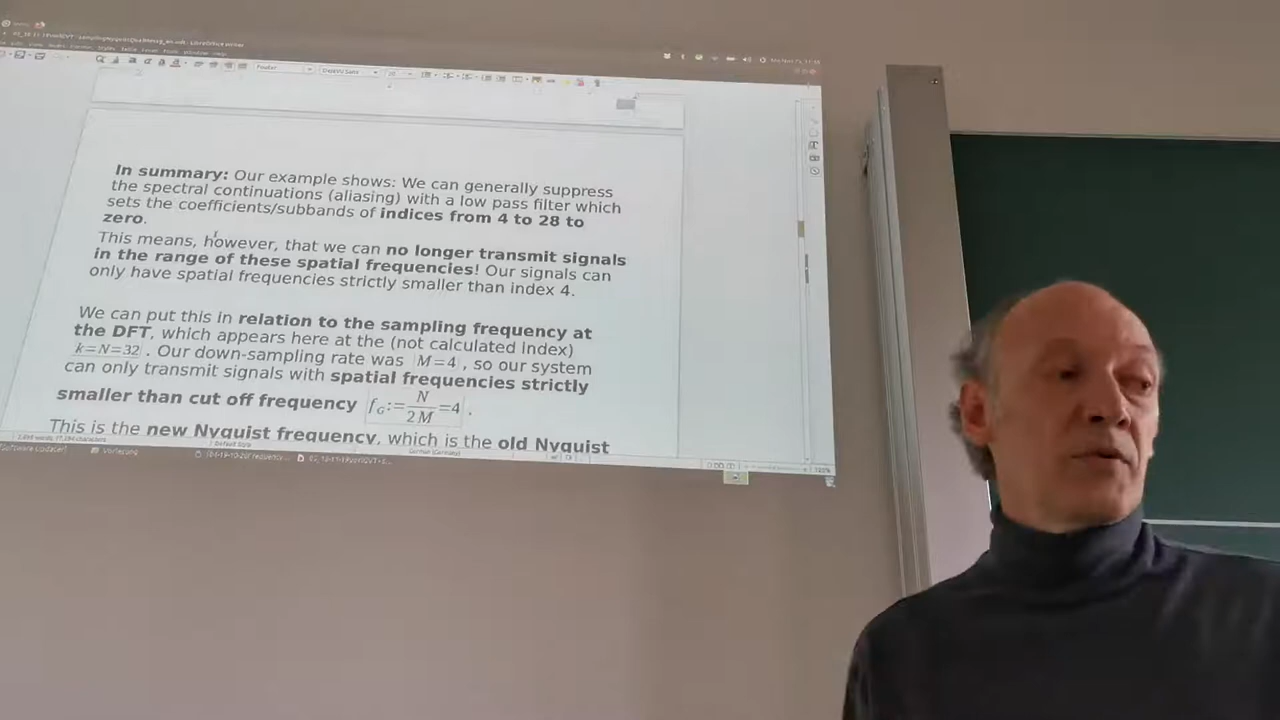 In summary: Our example shows: We can generally suppress
the spectral continuations (aliasing) with a low pass filter which
sets the coefficients/subbands of indices from 4 to 28 to
zero.
This means, however, that we can no longer transmit signals
in the range of these spatial frequencies! Our signals can
only have spatial frequencies strictly smaller than index 4.
We can put this in relation to the sampling frequency at
the DFT, which appears here at the (not calculated index)
k=N=32 . Our down-sampling rate was M=4 , so our system
can only transmit signals with spatial frequencies strictly
smaller than cut off frequency f_G:=N/2M=4 .
This is the new Nyquist frequency, which is the old Nyquist